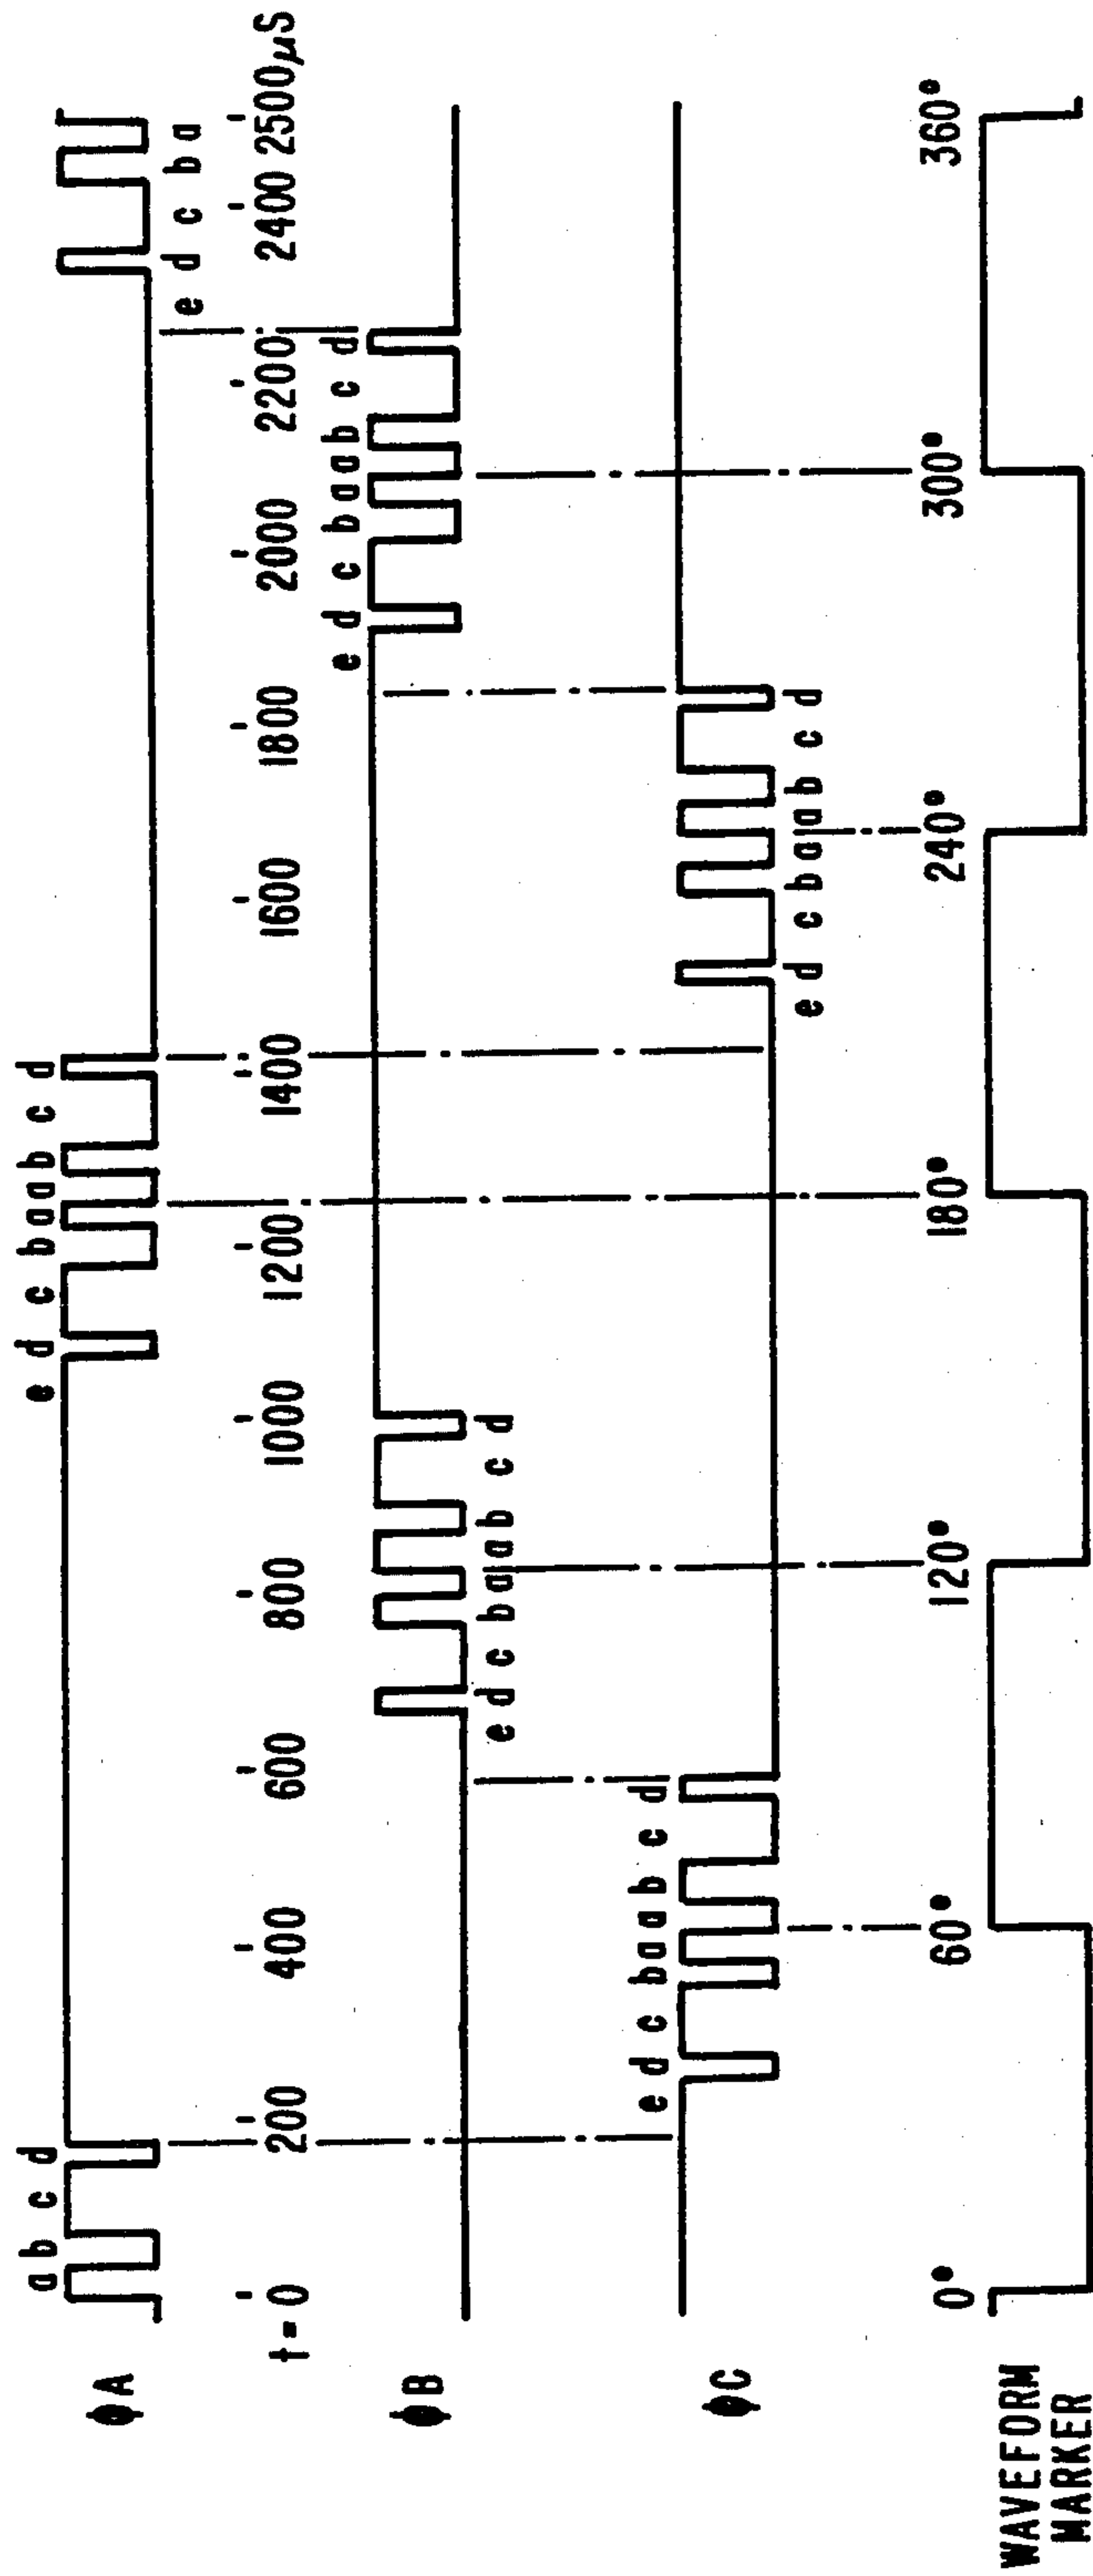 a b c d e d c b a a b c d
ΦA
e d c b a
t=0 200 400 600 800 1000 1200 1400 1600 1800 2000 2200 2400 2500μS
e d c b a a b c d
ΦB
e d c b a a b c d
e d c b a a b c d
ΦC
e d c b a a b c d
0° 60° 120° 180° 240° 300° 360°
WAVEFORM
MARKER